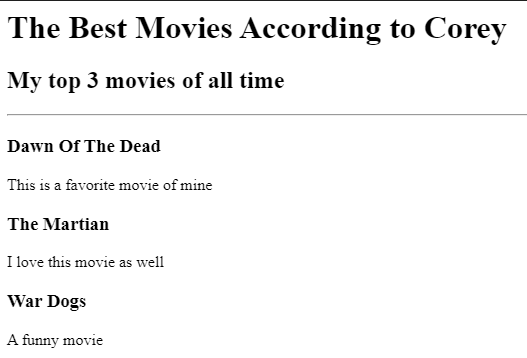 The Best Movies According to Corey
My top 3 movies of all time
Dawn Of The Dead
This is a favorite movie of mine
The Martian
I love this movie as well
War Dogs
A funny movie